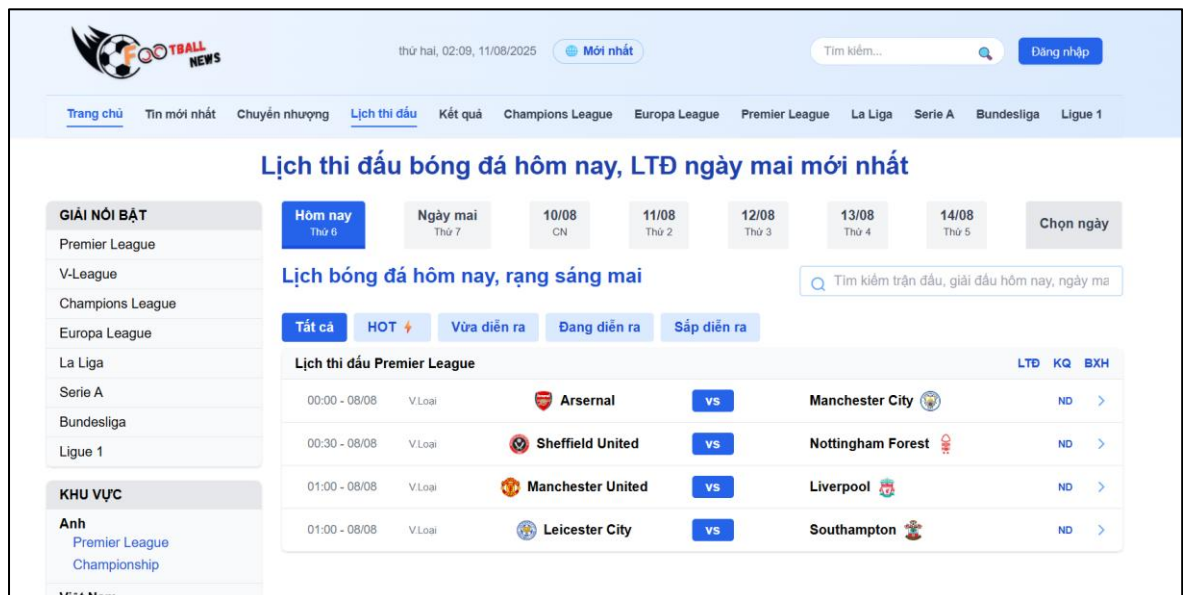 FOOTBALL NEWS
thứ hai, 02:09, 11/08/2025 Mới nhất Tìm kiếm... Đăng nhập
Trang chủ Tin mới nhất Chuyển nhượng Lịch thi đấu Kết quả Champions League Europa League Premier League La Liga Serie A Bundesliga Ligue 1
Lịch thi đấu bóng đá hôm nay, LTĐ ngày mai mới nhất
GIẢI NỔI BẬT
Premier League
V-League
Champions League
Europa League
La Liga
Serie A
Bundesliga
Ligue 1
KHU VỰC
Anh
Premier League
Championship
Việt Nam
Hôm nay Ngày mai 10/08 11/08 12/08 13/08 14/08 Chọn ngày
Thứ 6 Thứ 7 CN Thứ 2 Thứ 3 Thứ 4 Thứ 5
Lịch bóng đá hôm nay, rạng sáng mai
Tìm kiếm trận đấu, giải đấu hôm nay, ngày ma
Tất cả HOT Vừa diễn ra Đang diễn ra Sắp diễn ra
Lịch thi đấu Premier League LTĐ KQ BXH
00:00 - 08/08 V.Loại Arsernal vs Manchester City ND
00:30 - 08/08 V.Loại Sheffield United vs Nottingham Forest ND
01:00 - 08/08 V.Loại Manchester United vs Liverpool ND
01:00 - 08/08 V.Loại Leicester City vs Southampton ND